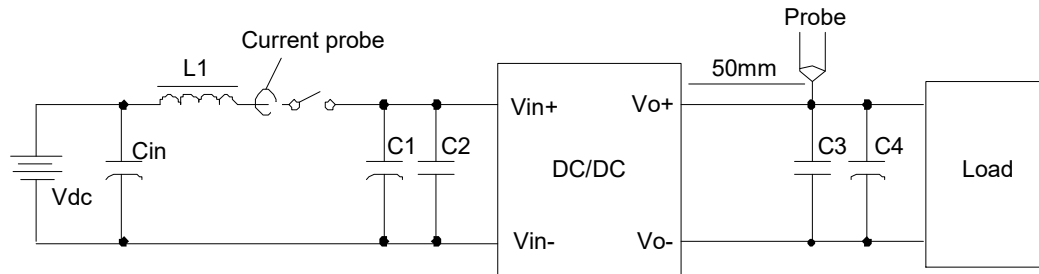 Probe
Current probe
L1
50mm
Vin+
Vo+
Cin
C1
C2
C3
C4
DC/DC
Load
Vdc
Vin-
Vo-